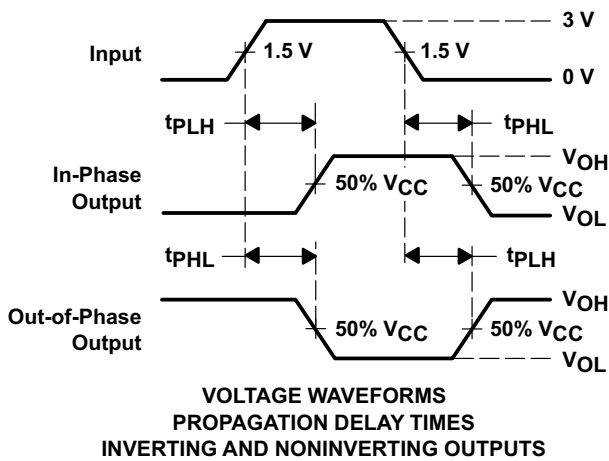 3 V
Input
1.5 V
1.5 V
0 V
tPLH
tPHL
VOH
In-Phase
Output
50% VCC
50% VCC
VOL
tPHL
tPLH
VOH
Out-of-Phase
Output
50% VCC
50% VCC
VOL
VOLTAGE WAVEFORMS
PROPAGATION DELAY TIMES
INVERTING AND NONINVERTING OUTPUTS